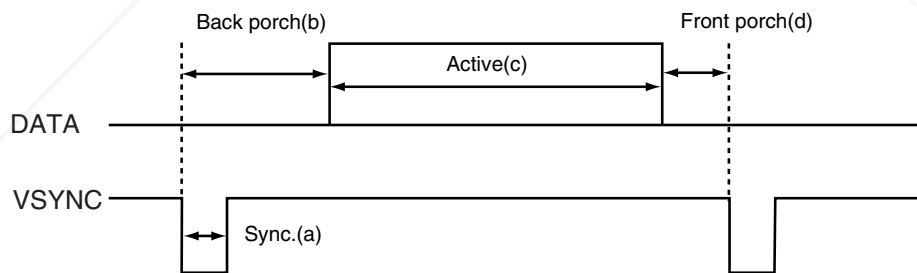 Back porch(b)
Front porch(d)
Active(c)
DATA
VSYNC
Sync.(a)